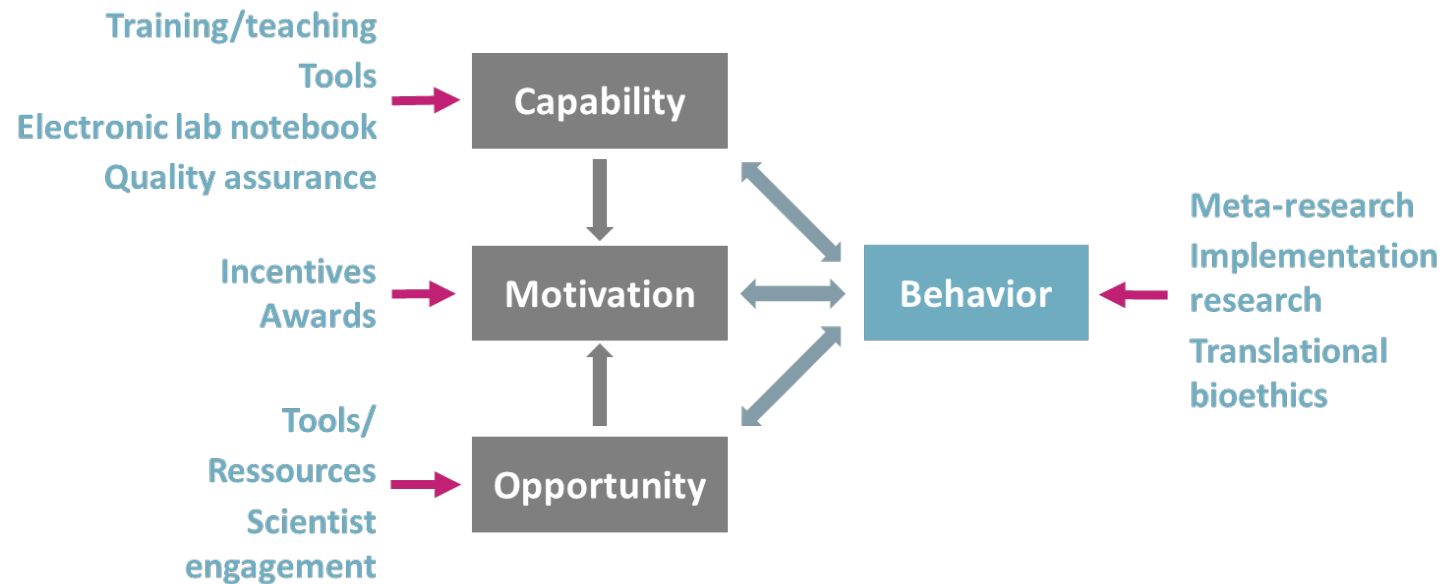 Training/teaching
Tools
Electronic lab notebook
Quality assurance
Capability
Incentives
Awards
Motivation
Tools/
Ressources
Scientist
engagement
Opportunity
Behavior
Meta-research
Implementation
research
Translational
bioethics